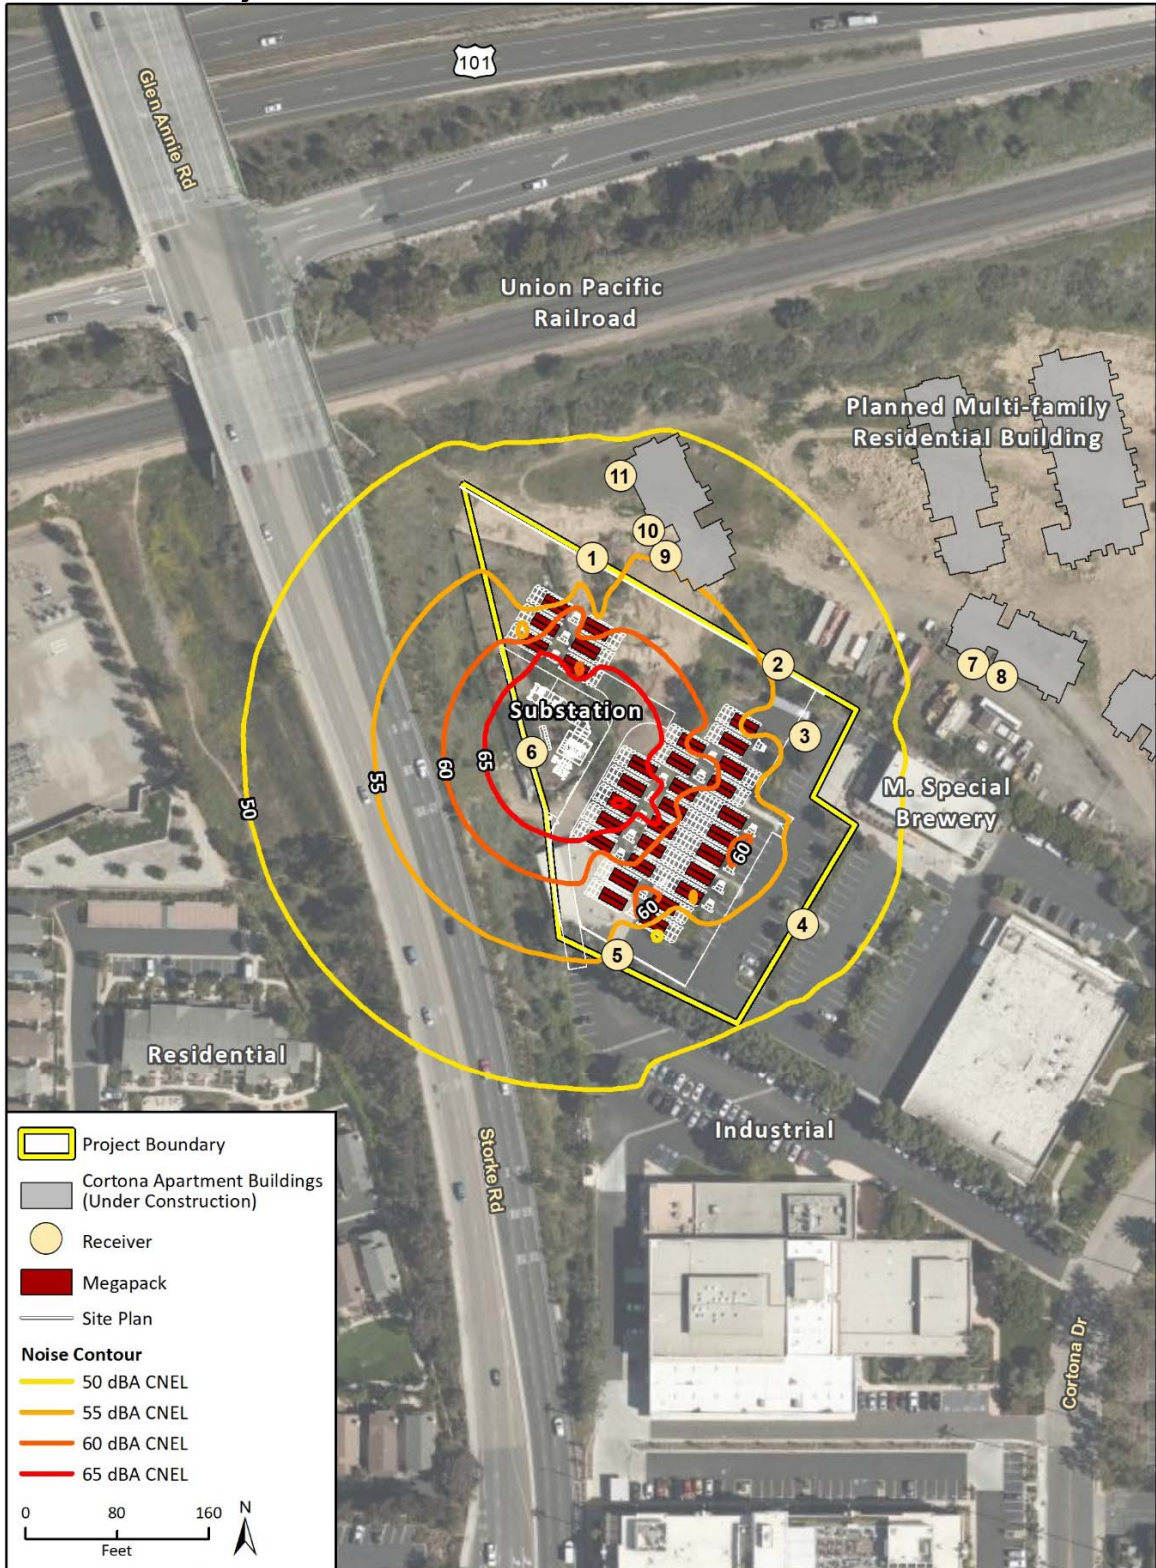 101
Glen Annie Rd
Union Pacific
Railroad
Planned Multi-family
Residential Building
11
10
1
9
2
7
8
3
Substation
6
65
60
55
50
M. Special
Brewery
60
60
4
5
Residential
Industrial
Storke Rd
Cortona Dr
Project Boundary
Cortona Apartment Buildings
(Under Construction)
Receiver
Megapack
Site Plan
Noise Contour
50 dBA CNEL
55 dBA CNEL
60 dBA CNEL
65 dBA CNEL
0 80 160
Feet
N